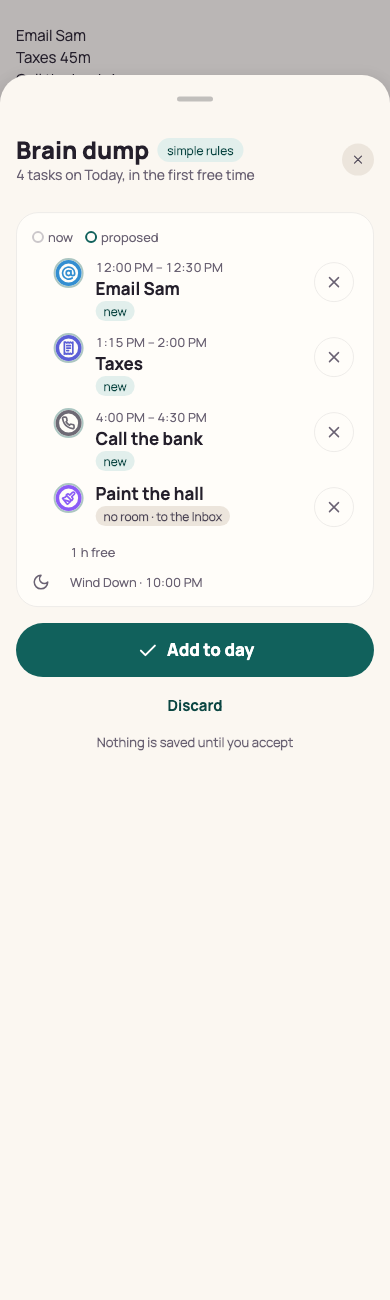 Email Sam
Taxes 45m
Brain dump
simple rules
4 tasks on Today, in the first free time
now
proposed
12:00 PM – 12:30 PM
Email Sam
new
1:15 PM – 2:00 PM
Taxes
new
4:00 PM – 4:30 PM
Call the bank
new
Paint the hall
no room · to the Inbox
1 h free
Wind Down · 10:00 PM
Add to day
Discard
Nothing is saved until you accept